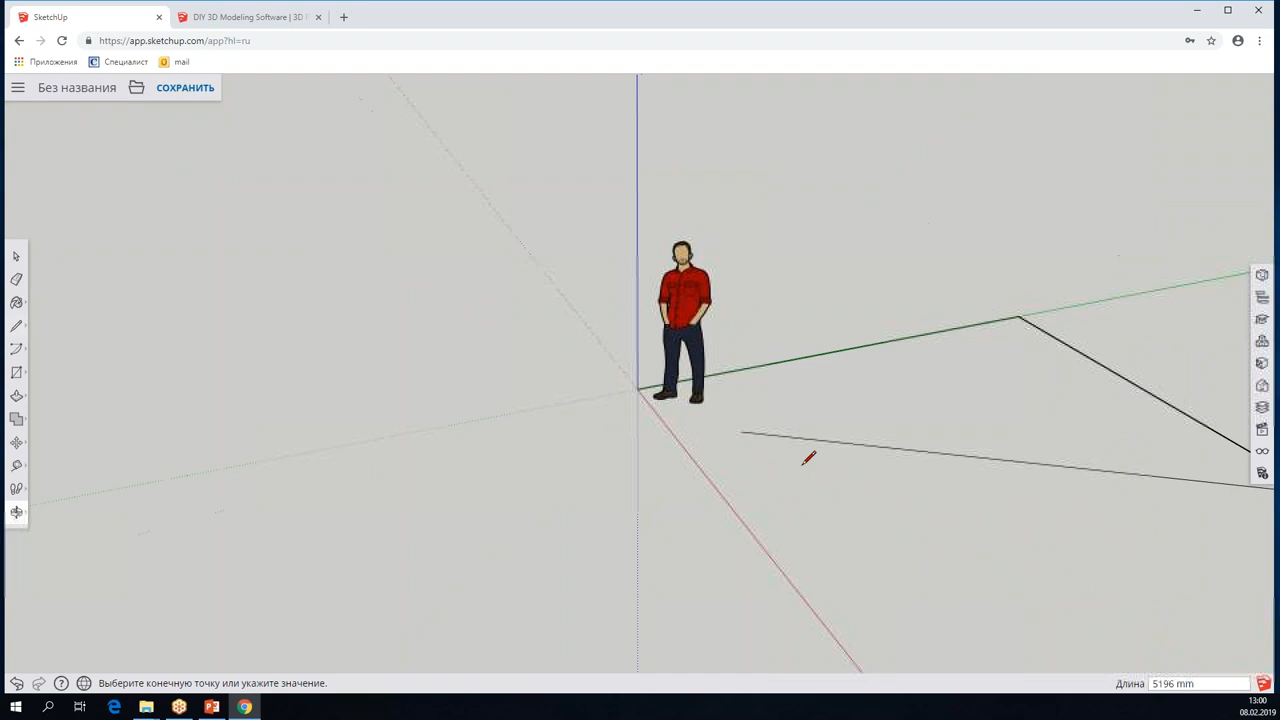 SketchUp
DIY 3D Modeling Software | 3D
https://app.sketchup.com/app?hl=ru
Приложения Специалист mail
Без названия СОХРАНИТЬ
Выберите конечную точку или укажите значение. Длина 5196 mm
13:00
08.02.2019